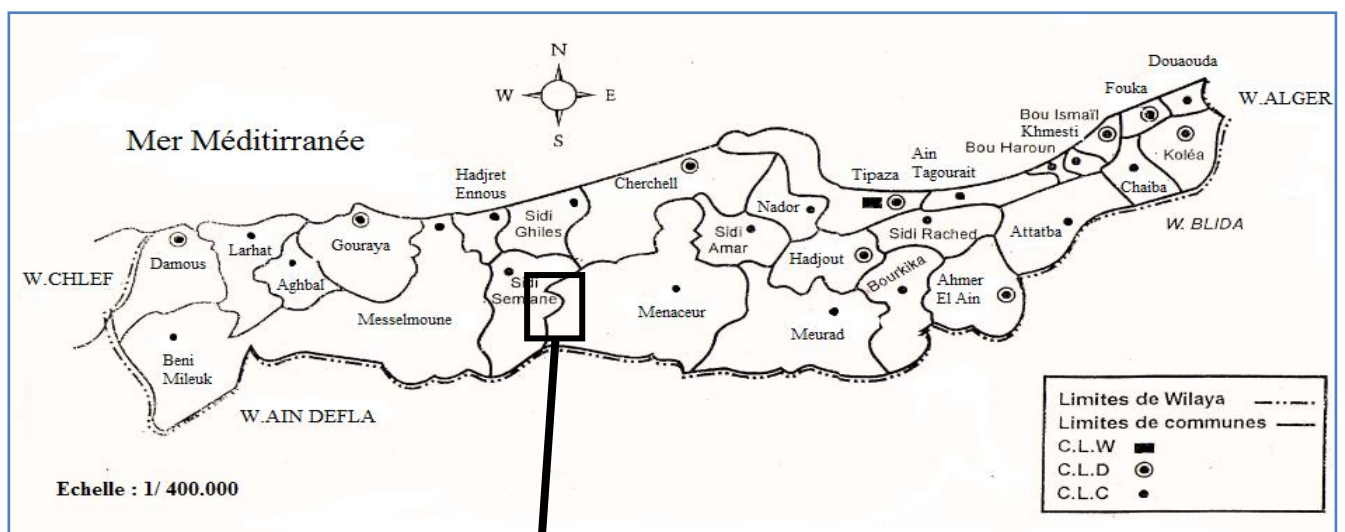 N
W E
S
Mer Méditirranée
Douaouda
Fouka
W.ALGER
Bou Ismaïl
Khmesti
Bou Haroun
Koléa
Chaiba
Ain
Tagourait
Tipaza
Cherchell
Hadjret
Ennous
Sidi
Ghiles
Nador
Sidi
Amar
Sidi Rached
Attatba
W. BLIDA
Gouraya
Larhat
Damous
Aghbal
W.CHLEF
Hadjout
Bourkika
Ahmer
El Ain
Sidi
Semiane
Messelmoune
Menaceur
Meurad
Beni
Mileuk
W.AIN DEFLA
Echelle : 1/ 400.000
Limites de Wilaya
Limites de communes
C.L.W
C.L.D
C.L.C